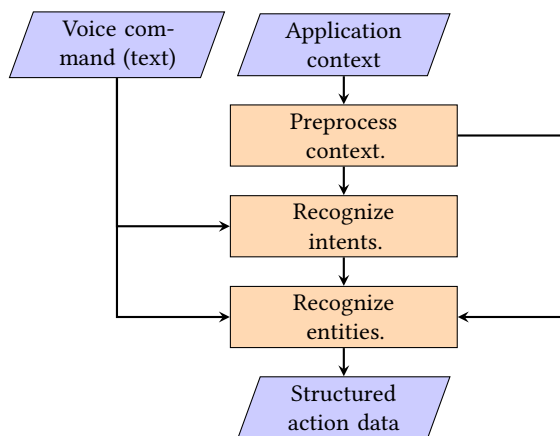 Voice com-
mand (text)
Application
context
Preprocess
context.
Recognize
intents.
Recognize
entities.
Structured
action data